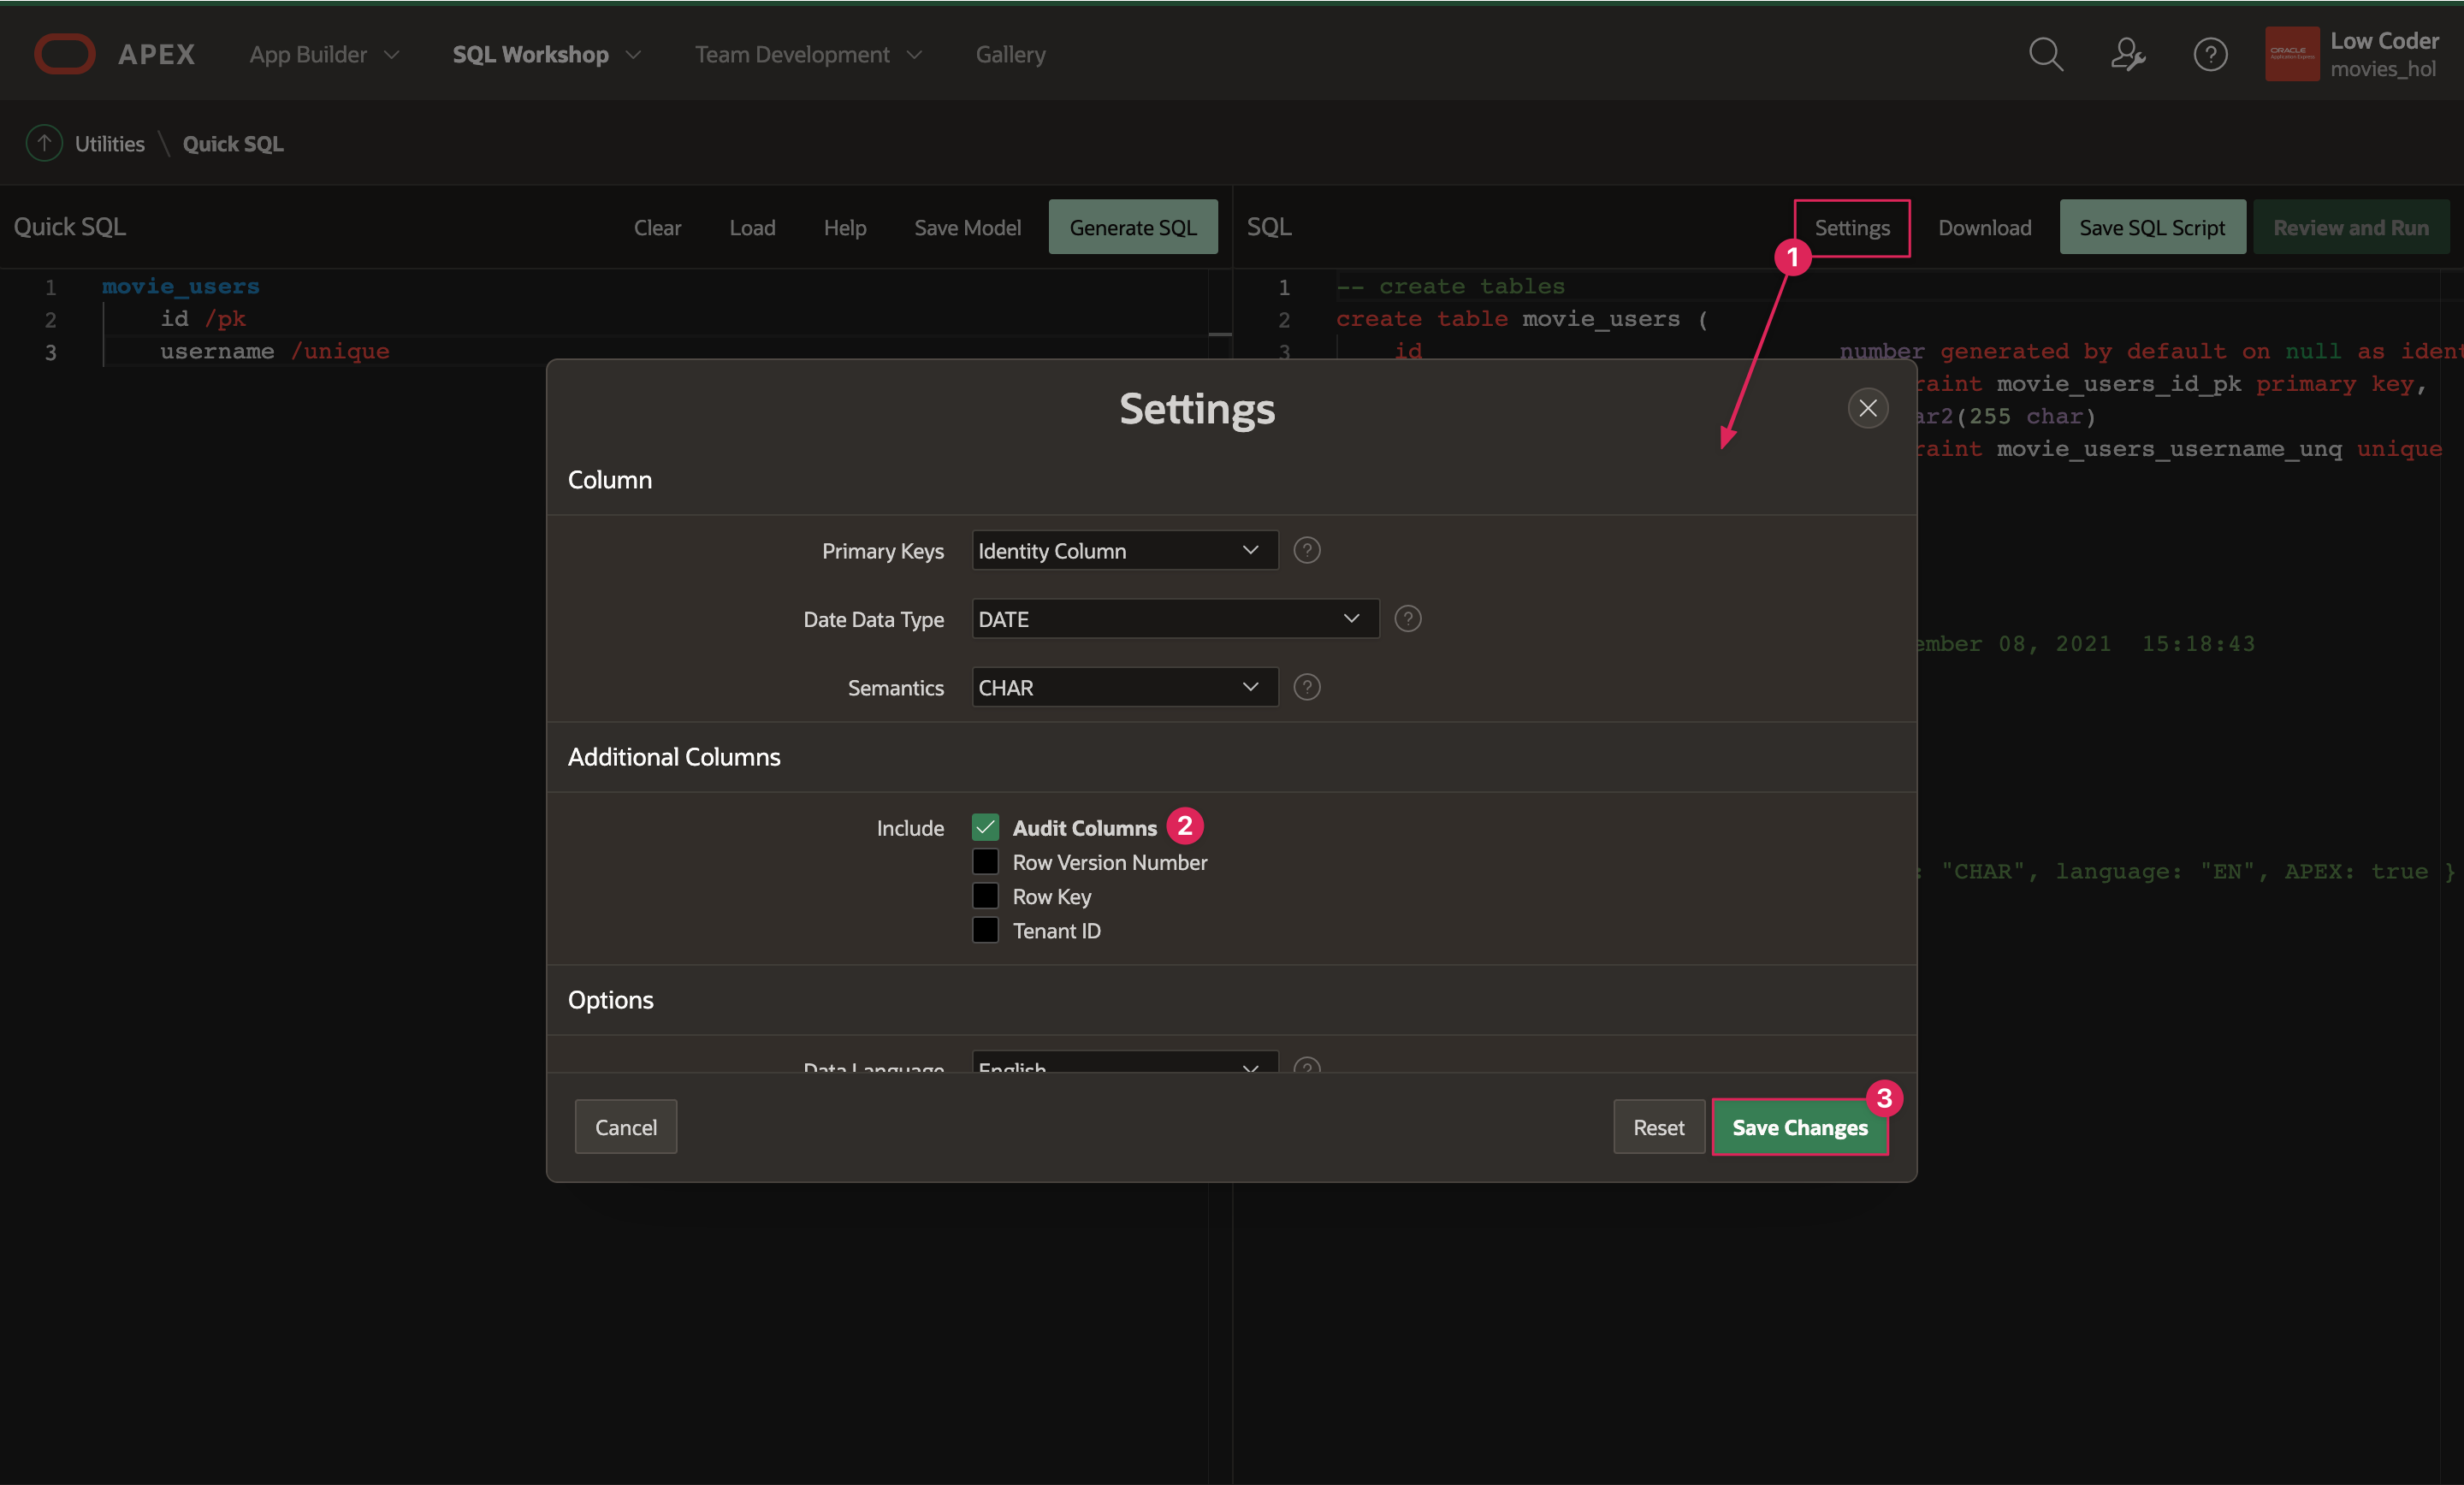 APEX App Builder SQL Workshop Team Development Gallery
ORACLE
Application Express
Low Coder
movies_hol
Utilities \ Quick SQL
Quick SQL Clear Load Help Save Model Generate SQL
SQL Settings Download Save SQL Script Review and Run
1
1 movie_users
2 id /pk
3 username /unique
1 -- create tables
2 create table movie_users (
3 id number generated by default on null as ident
raint movie_users_id_pk primary key,
ar2(255 char)
raint movie_users_username_unq unique
ember 08, 2021 15:18:43
: "CHAR", language: "EN", APEX: true }
Settings
Column
Primary Keys Identity Column ?
Date Data Type DATE ?
Semantics CHAR ?
Additional Columns
Include Audit Columns 2
Row Version Number
Row Key
Tenant ID
Options
Data Language English ?
Cancel Reset Save Changes 3